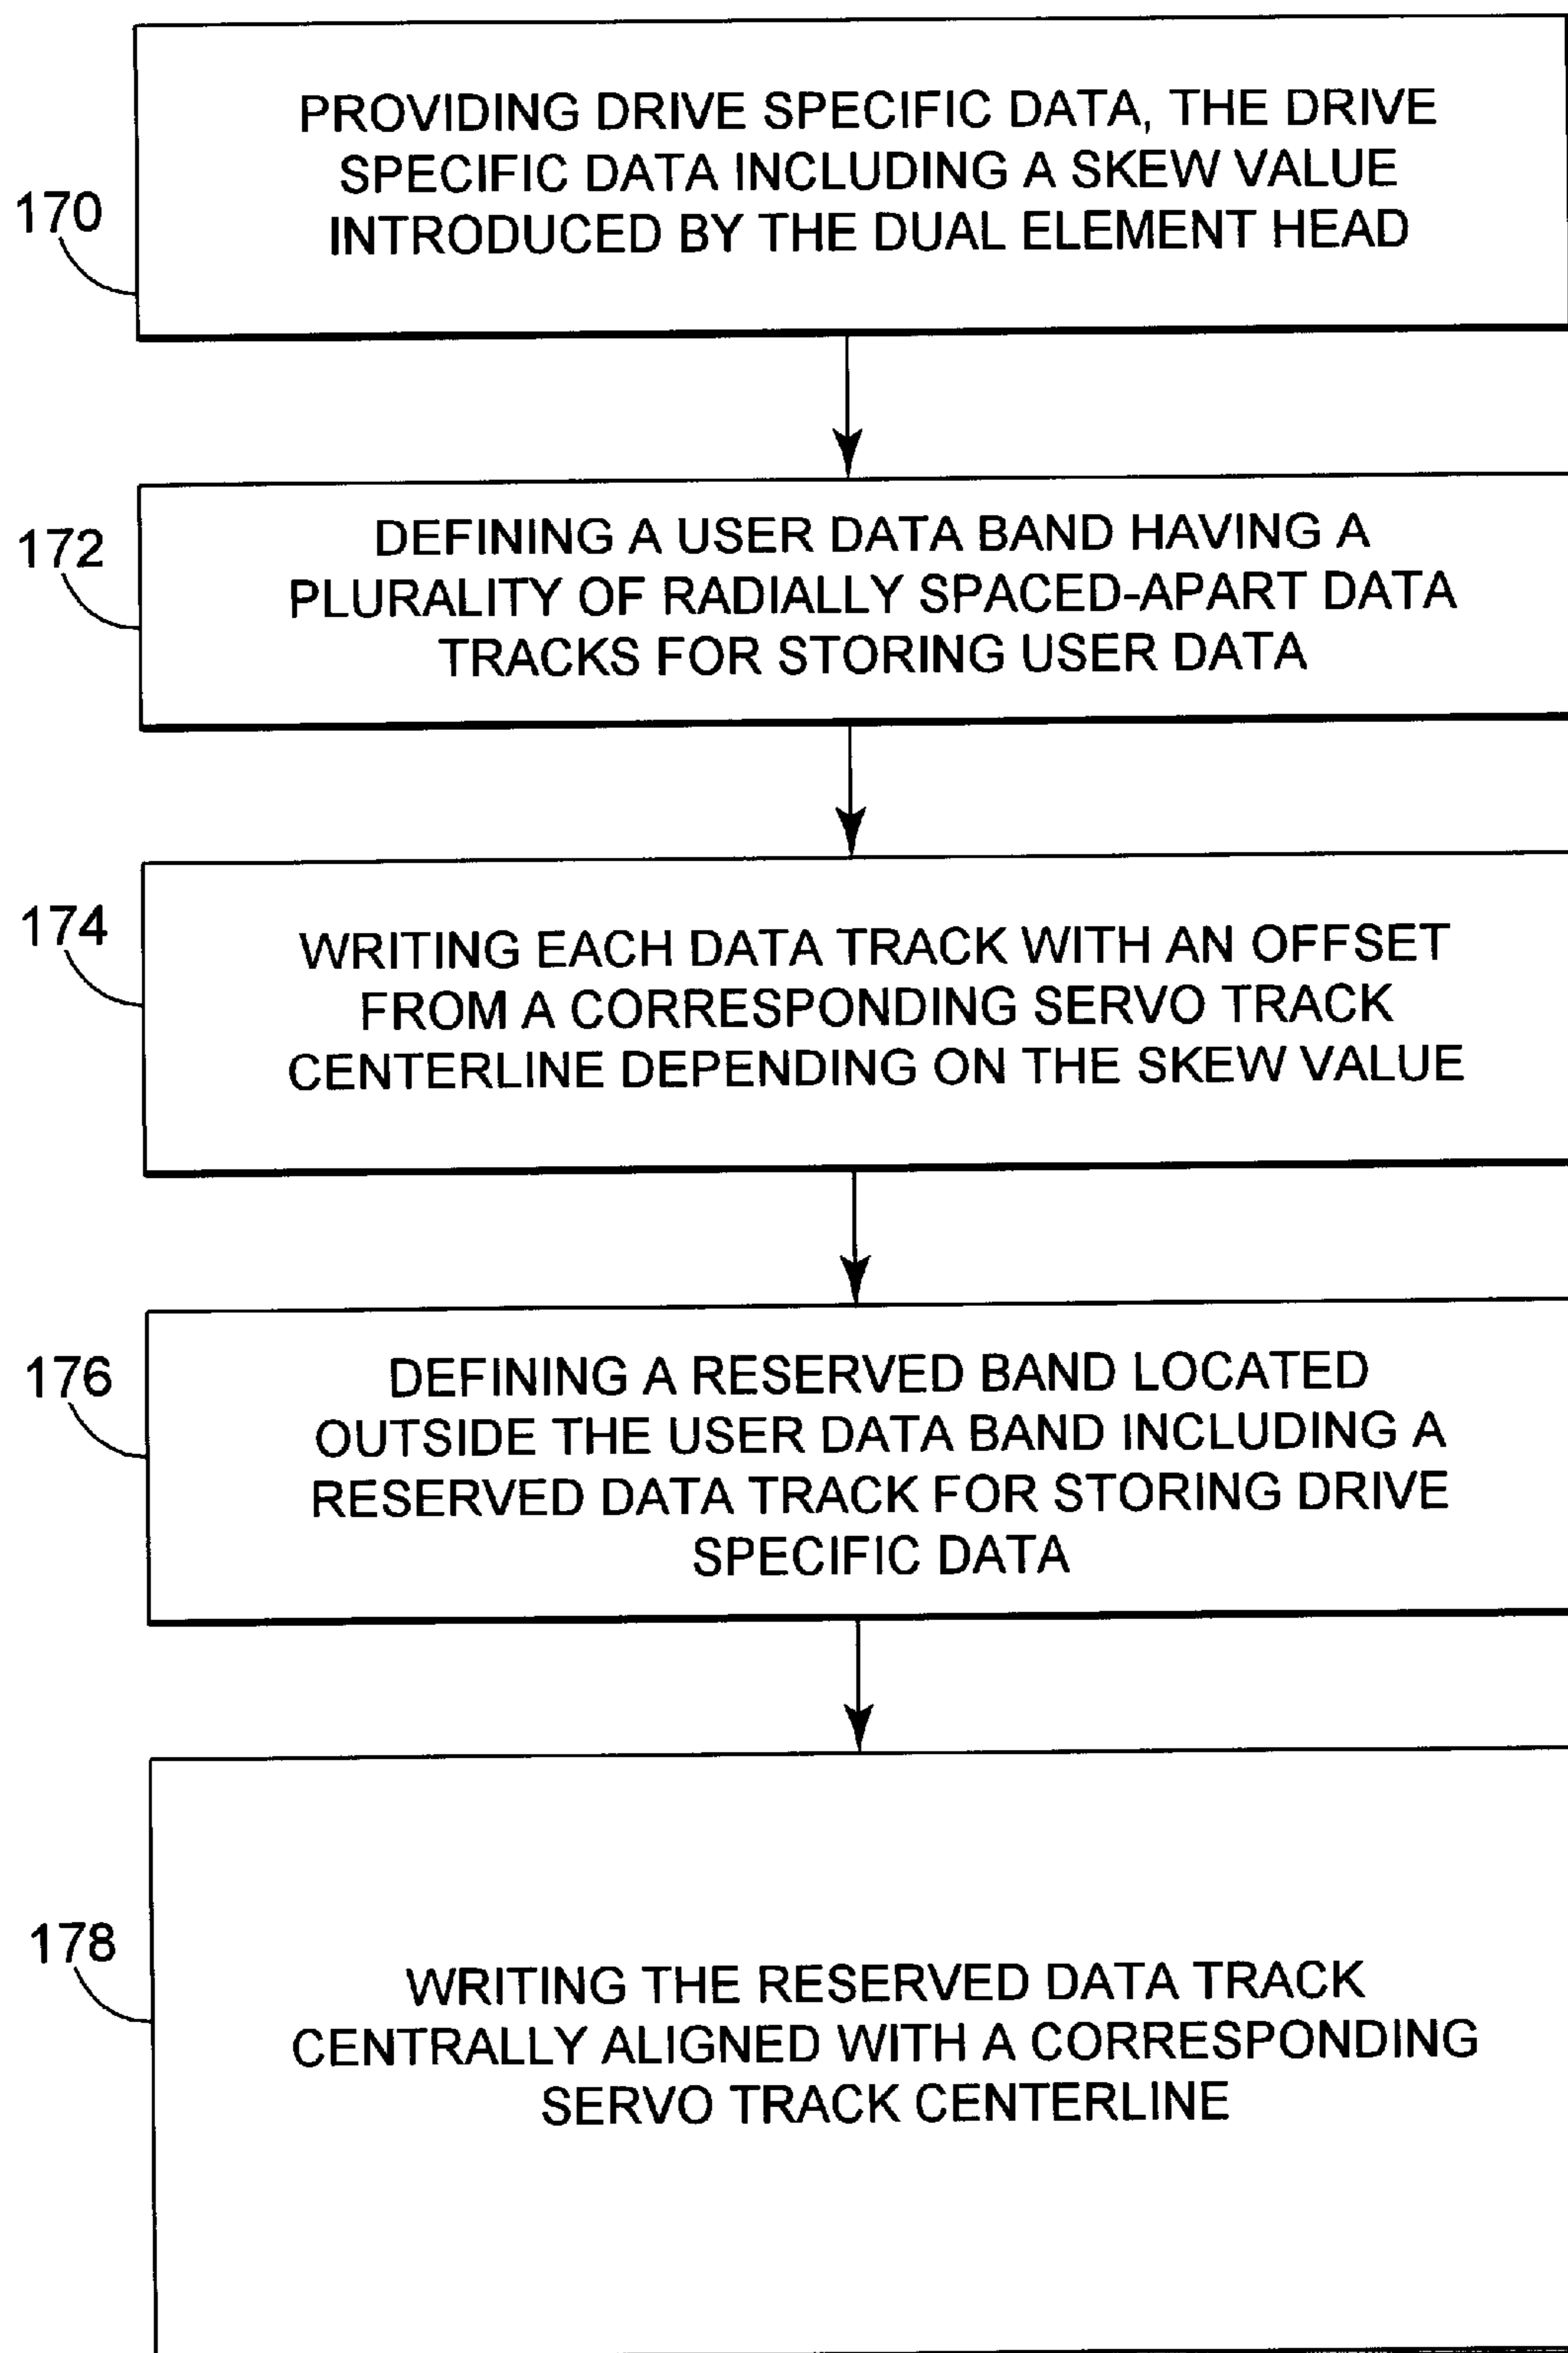 PROVIDING DRIVE SPECIFIC DATA, THE DRIVE
SPECIFIC DATA INCLUDING A SKEW VALUE
INTRODUCED BY THE DUAL ELEMENT HEAD
170
DEFINING A USER DATA BAND HAVING A
PLURALITY OF RADIALLY SPACED-APART DATA
TRACKS FOR STORING USER DATA
172
WRITING EACH DATA TRACK WITH AN OFFSET
FROM A CORRESPONDING SERVO TRACK
CENTERLINE DEPENDING ON THE SKEW VALUE
174
DEFINING A RESERVED BAND LOCATED
OUTSIDE THE USER DATA BAND INCLUDING A
RESERVED DATA TRACK FOR STORING DRIVE
SPECIFIC DATA
176
WRITING THE RESERVED DATA TRACK
CENTRALLY ALIGNED WITH A CORRESPONDING
SERVO TRACK CENTERLINE
178